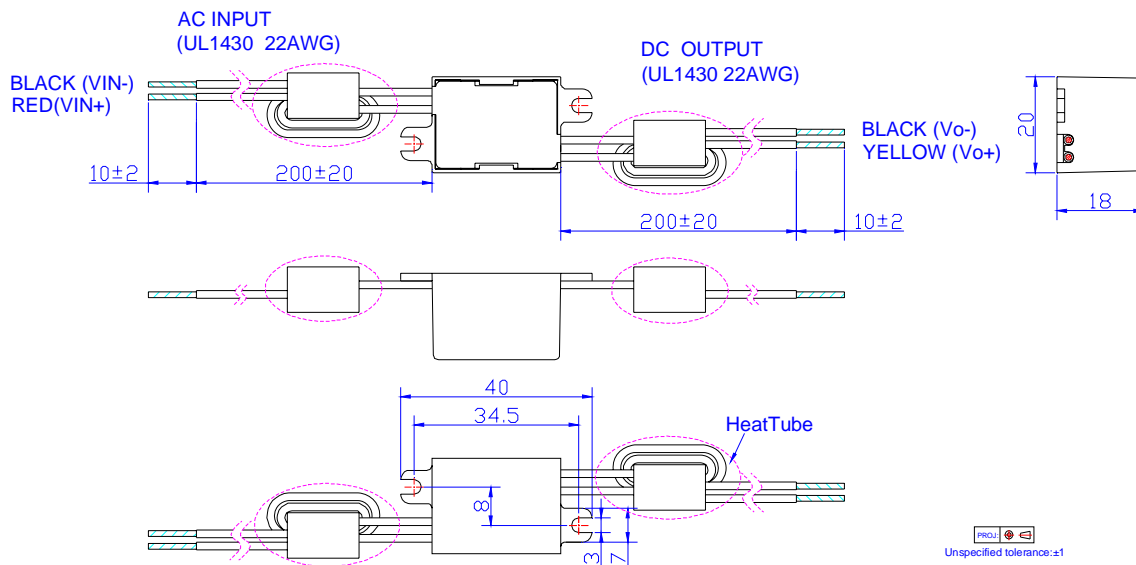 AC INPUT
(UL1430 22AWG)
DC OUTPUT
(UL1430 22AWG)
BLACK (VIN-)
RED(VIN+)
BLACK (Vo-)
YELLOW (Vo+)
20
10±2
200±20
200±20
10±2
18
40
34.5
HeatTube
8
3
7
PROJ:
Unspecified tolerance:±1